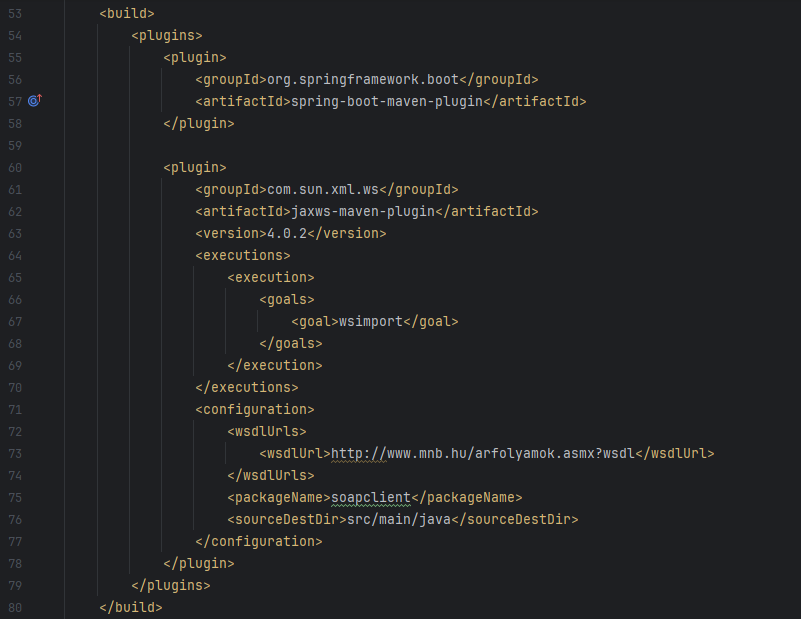 53 <build>
54 <plugins>
55 <plugin>
56 <groupId>org.springframework.boot</groupId>
57 <artifactId>spring-boot-maven-plugin</artifactId>
58 </plugin>
59
60 <plugin>
61 <groupId>com.sun.xml.ws</groupId>
62 <artifactId>jaxws-maven-plugin</artifactId>
63 <version>4.0.2</version>
64 <executions>
65 <execution>
66 <goals>
67 <goal>wsimport</goal>
68 </goals>
69 </execution>
70 </executions>
71 <configuration>
72 <wsdlUrls>
73 <wsdlUrl>http://www.mnb.hu/arfolyamok.asmx?wsdl</wsdlUrl>
74 </wsdlUrls>
75 <packageName>soapclient</packageName>
76 <sourceDestDir>src/main/java</sourceDestDir>
77 </configuration>
78 </plugin>
79 </plugins>
80 </build>